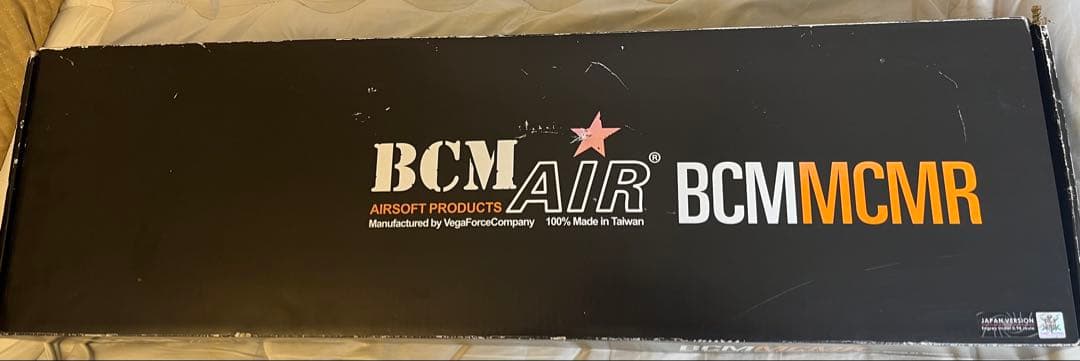 BCM AIR®
AIRSOFT PRODUCTS
Manufactured by VegaForceCompany 100% Made in Taiwan
BCMMCMR
JAPAN VERSION